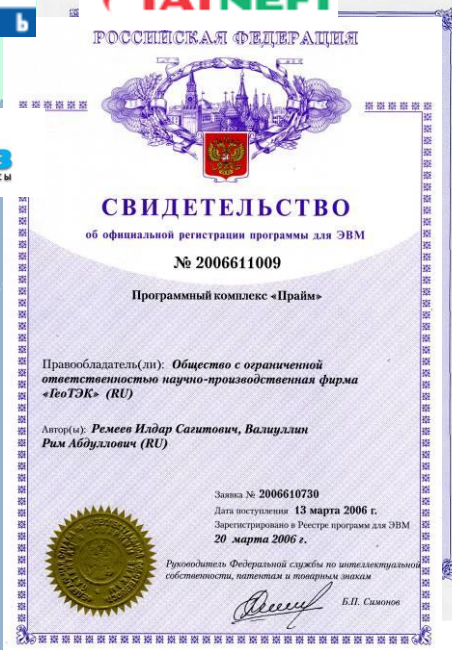 TATNEFT
Ь
РОССИЙСКАЯ ФЕДЕРАЦИЯ
СВИДЕТЕЛЬСТВО
об официальной регистрации программы для ЭВМ
№ 2006611009
Программный комплекс «Прайм»
Правообладатель(ли): Общество с ограниченной
ответственностью научно-производственная фирма
«ГеоТЭК» (RU)
Автор(ы): Ремеев Илдар Сагитович, Валиуллин
Рим Абдуллович (RU)
Заявка № 2006610730
Дата поступления 13 марта 2006 г.
Зарегистрировано в Реестре программ для ЭВМ
20 марта 2006 г.
Руководитель Федеральной службы по интеллектуальной
собственности, патентам и товарным знакам
Б.П. Симонов